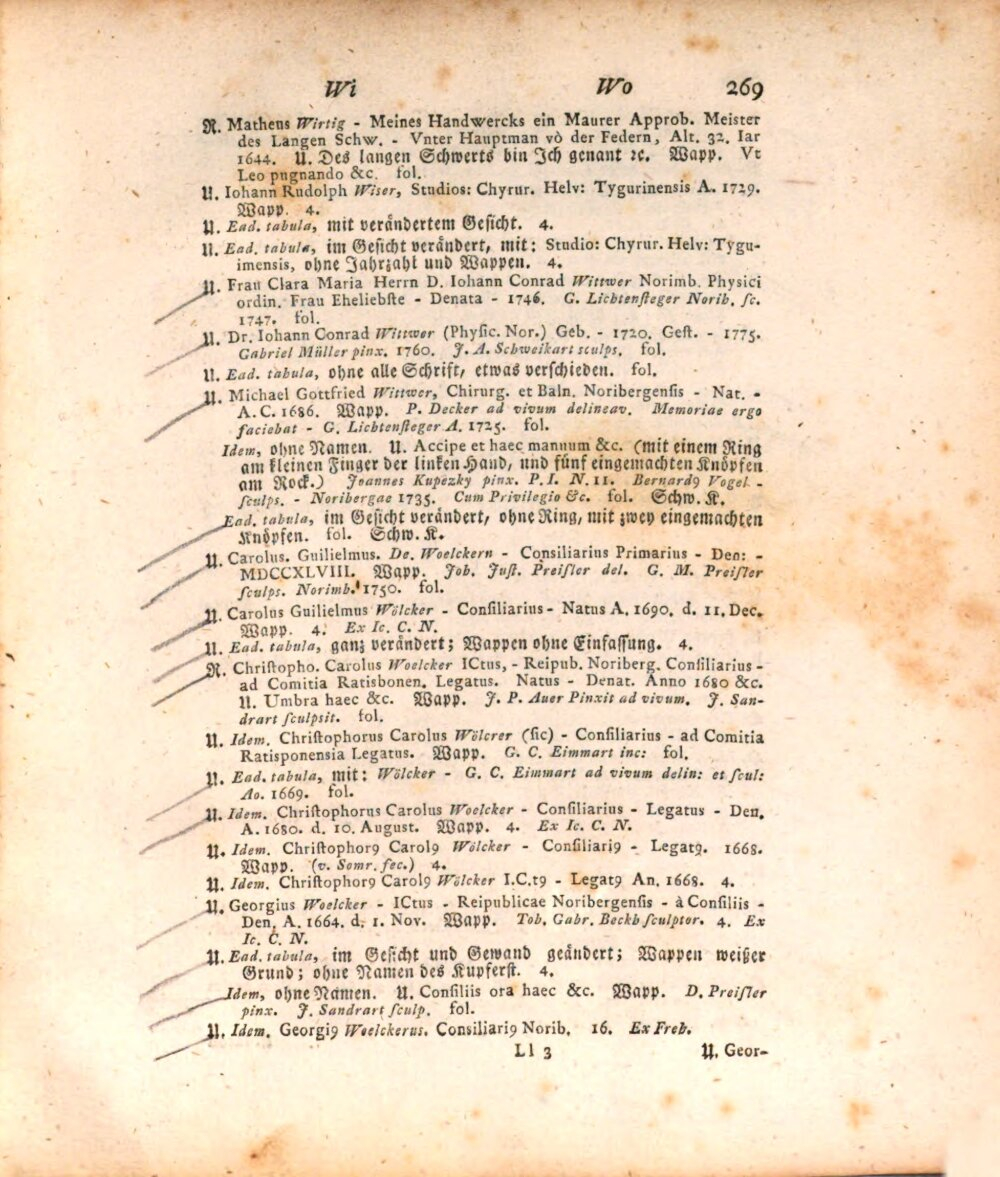 Wi Wo 269
R. Matheus Wirtig - Meines Handwercks ein Maurer Approb. Meister
des Langen Schw. - Vnter Hauptman vò der Federn, Alt. 32. Iar
1644. U. Des langen Schwerts bin Jch genant ꝛc. Wapp. Vt
Leo pugnando &c. fol.
U. Iohann Rudolph Wiser, Studios: Chyrur. Helv: Tygurinensis A. 1729.
Wapp. 4.
U. Ead. tabula, mit verändertem Gesicht. 4.
U. Ead. tabula, im Gesicht verändert, mit: Studio: Chyrur. Helv: Tygu-
imensis, ohne Jahrzahl und Wappen. 4.
U. Frau Clara Maria Herrn D. Iohann Conrad Wittwer Norimb. Physici
ordin. Frau Eheliebste - Denata - 1746. G. Lichtensteger Norib. sc.
1747. fol.
U. Dr. Iohann Conrad Wittwer (Physic. Nor.) Geb. - 1720. Gest. - 1775.
Gabriel Müller pinx. 1760. J. A. Schweikart sculps. fol.
U. Ead. tabula, ohne alle Schrift, etwas verschieden. fol.
U. Michael Gottfried Wittwer, Chirurg. et Baln. Noribergensis - Nat. -
A. C. 1686. Wapp. P. Decker ad vivum delineav. Memoriae ergo
faciebat - G. Lichtensteger A. 1725. fol.
Idem, ohne Namen. U. Accipe et haec manuum &c. (mit einem Ring
am kleinen Finger der linken Hand, und fünf eingemachten Knöpfen
am Rock.) Joannes Kupezky pinx. P. I. N. 11. Bernard9 Vogel -
sculps. - Noribergae 1735. Cum Privilegio &c. fol. Schw. K.
Ead. tabula, im Gesicht verändert, ohne Ring, mit zwey eingemachten
Knöpfen. fol. Schw. K.
U. Carolus. Guilielmus. De. Woelckern - Consiliarius Primarius - Den: -
MDCCXLVIII. Wapp. Joh. Just. Preisler del. G. M. Preisler
sculps. Norimb. 1750. fol.
U. Carolus Guilielmus Wölcker - Consiliarius - Natus A. 1690. d. 11. Dec.
Wapp. 4. Ex Ic. C. N.
U. Ead. tabula, ganz verändert; Wappen ohne Einfassung. 4.
R. Christopho. Carolus Woelcker ICtus, - Reipub. Noriberg. Consiliarius -
ad Comitia Ratisbonen. Legatus. Natus - Denat. Anno 1680 &c.
U. Umbra haec &c. Wapp. J. P. Auer Pinxit ad vivum. J. San-
drart sculpsit. fol.
U. Idem. Christophorus Carolus Wölcrer (sic) - Consiliarius - ad Comitia
Ratisponensia Legatus. Wapp. G. C. Eimmart inc: fol.
U. Ead. tabula, mit: Wölcker - G. C. Eimmart ad vivum delin: et scul:
Ao. 1669. fol.
U. Idem. Christophorus Carolus Woelcker - Consiliarius - Legatus - Den.
A. 1680. d. 10. August. Wapp. 4. Ex Ic. C. N.
U. Idem. Christophor9 Carol9 Wölcker - Consiliari9 - Legat9. 1668.
Wapp. (v. Somr. fec.) 4.
U. Idem. Christophor9 Carol9 Wölcker I.C.t9 - Legat9 An. 1668. 4.
U. Georgius Woelcker - ICtus - Reipublicae Noribergensis - à Consiliis -
Den. A. 1664. d. 1. Nov. Wapp. Tob. Gabr. Beckh sculptor. 4. Ex
Ic. C. N.
U. Ead. tabula, im Gesicht und Gewand geändert; Wappen weißer
Grund; ohne Namen des Kupferst. 4.
Idem, ohne Namen. U. Consiliis ora haec &c. Wapp. D. Preisler
pinx. J. Sandrart sculp. fol.
U. Idem. Georgi9 Woelckerus. Consiliari9 Norib. 16. Ex Freb.
Ll 3 U. Geor-